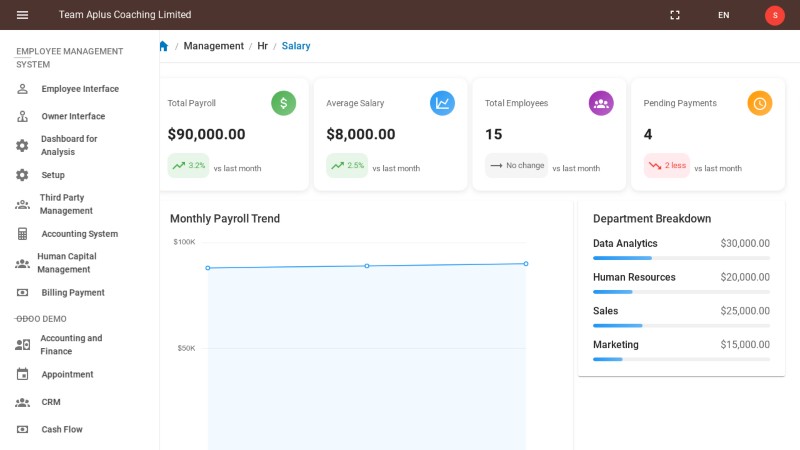 Team Aplus Coaching Limited
EN
S
EMPLOYEE MANAGEMENT
SYSTEM
Employee Interface
Owner Interface
Dashboard for
Analysis
Setup
Third Party
Management
Accounting System
Human Capital
Management
Billing Payment
ODOO DEMO
Accounting and
Finance
Appointment
CRM
Cash Flow
/ Management / Hr / Salary
Total Payroll
$
$90,000.00
3.2% vs last month
Average Salary
$8,000.00
2.5% vs last month
Total Employees
15
No change vs last month
Pending Payments
4
2 less vs last month
Monthly Payroll Trend
$100K
$50K
Department Breakdown
Data Analytics $30,000.00
Human Resources $20,000.00
Sales $25,000.00
Marketing $15,000.00